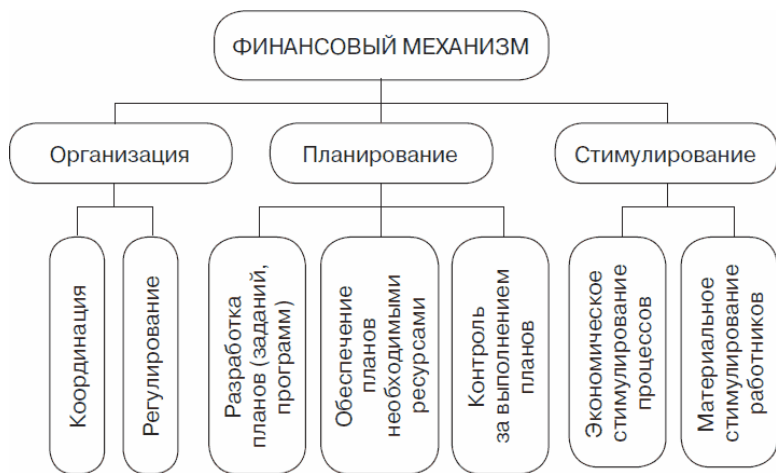 ФИНАНСОВЫЙ МЕХАНИЗМ
Организация
Планирование
Стимулирование
Координация
Регулирование
Разработка
планов (заданий,
программ)
Обеспечение
планов
необходимыми
ресурсами
Контроль
за выполнением
планов
Экономическое
стимулирование
процессов
Материальное
стимулирование
работников